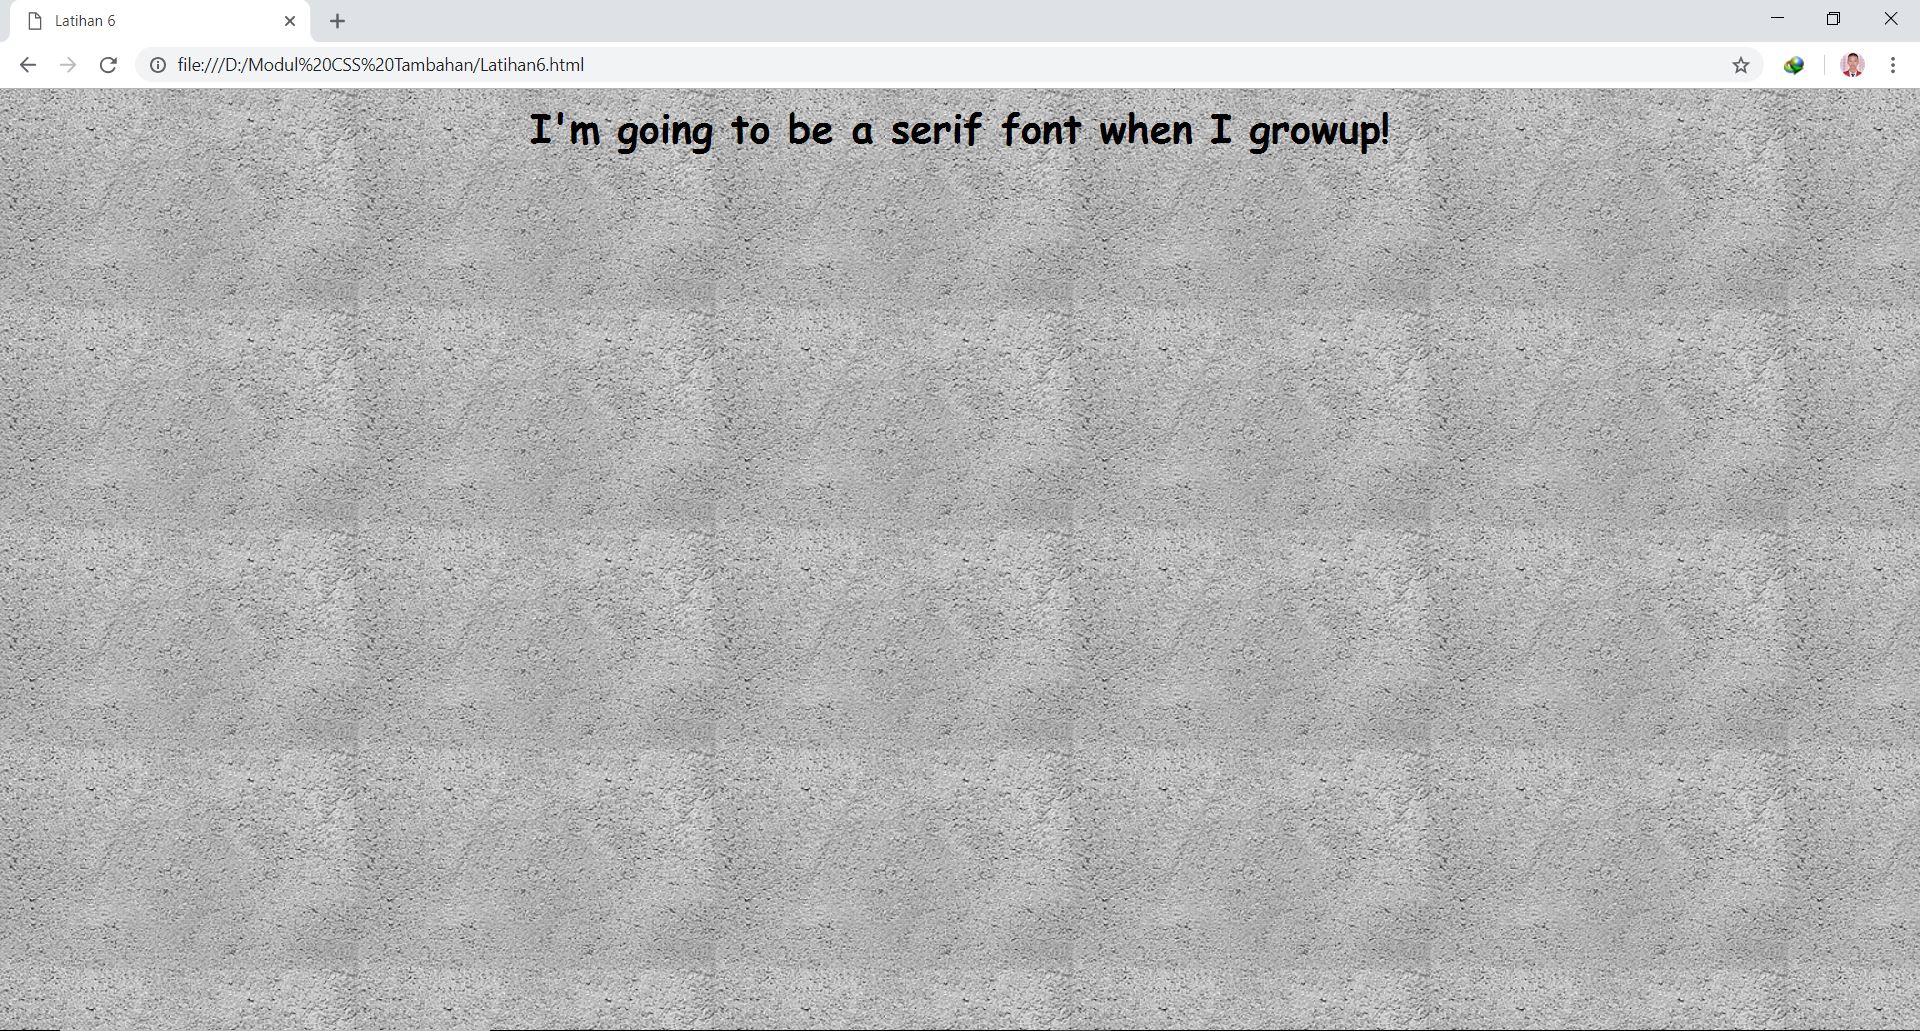 Latihan 6
file:///D:/Modul%20CSS%20Tambahan/Latihan6.html
I'm going to be a serif font when I growup!